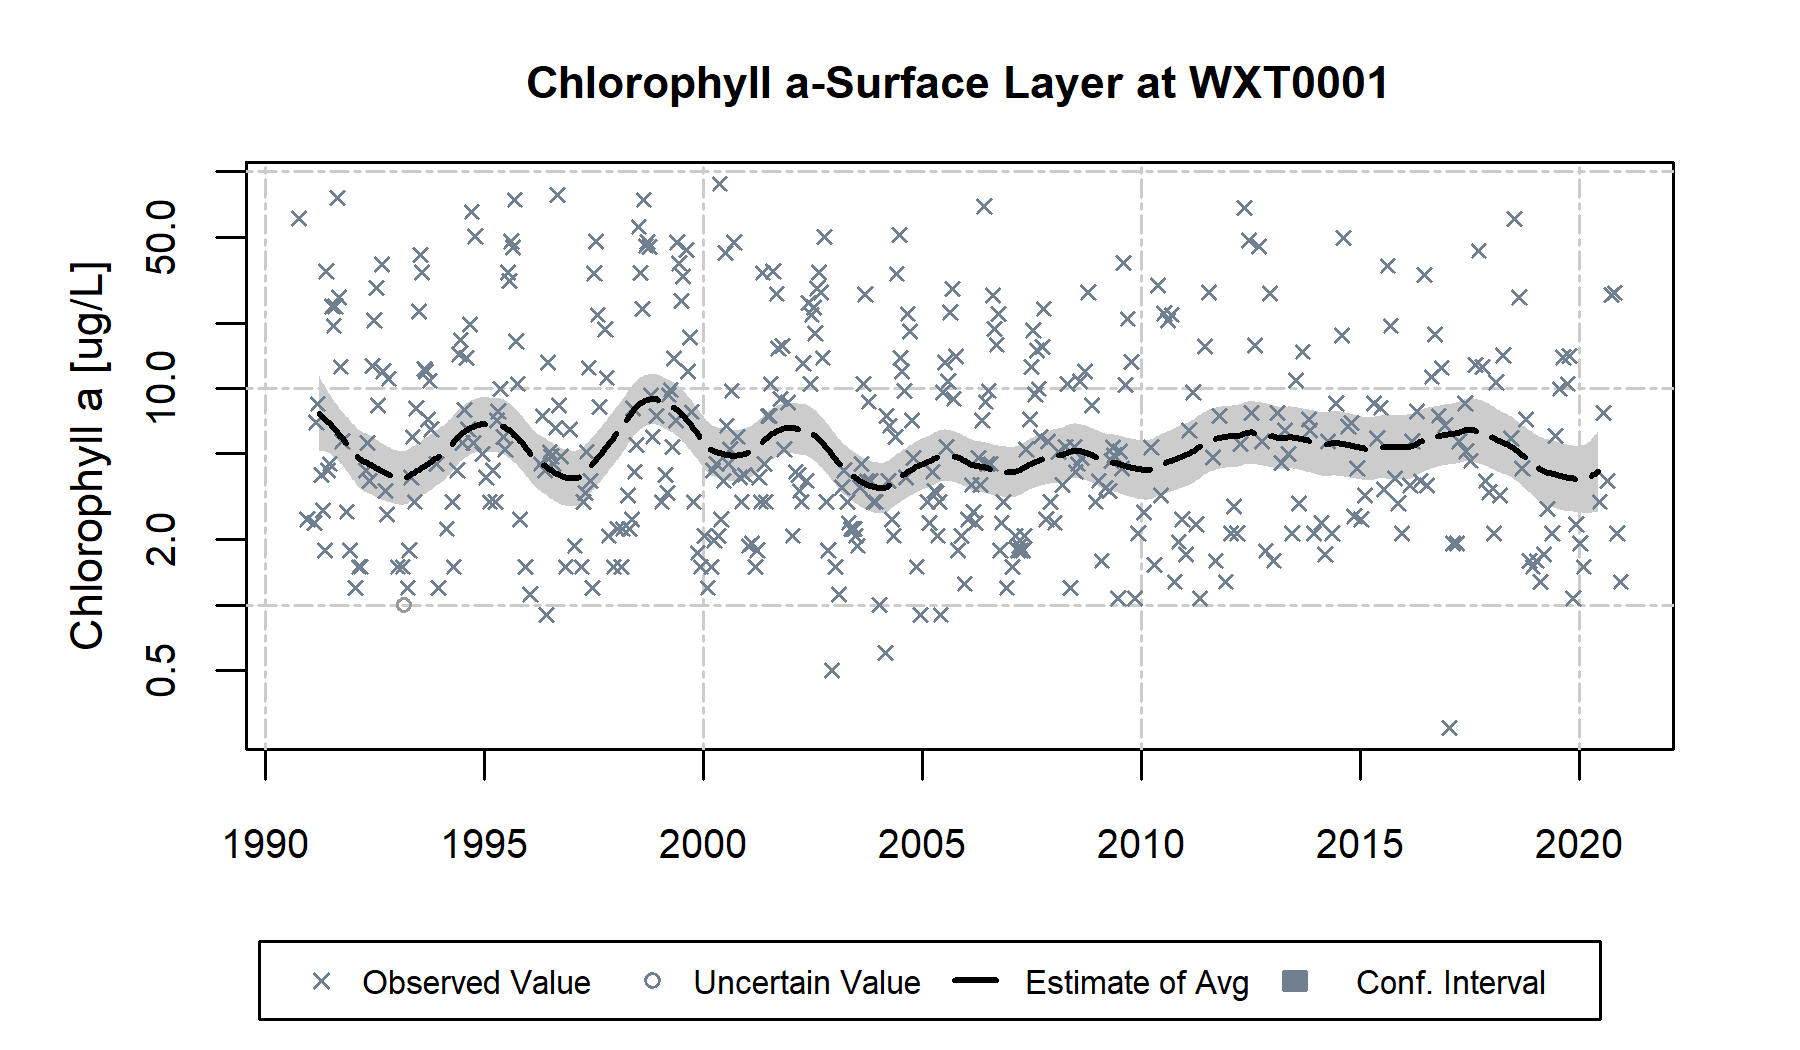 Chlorophyll a-Surface Layer at WXT0001
Chlorophyll a [ug/L]
50.0
10.0
2.0
0.5
1990 1995 2000 2005 2010 2015 2020
Observed Value Uncertain Value Estimate of Avg Conf. Interval